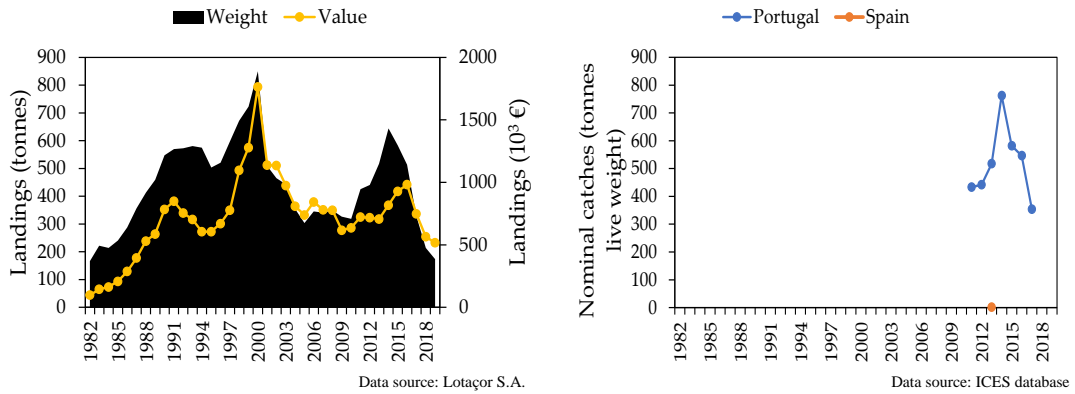 Weight Value
900
800
700
600
500
400
300
200
100
0
Landings (tonnes)
2000
1500
1000
500
0
Landings (10³ €)
1982 1985 1988 1991 1994 1997 2000 2003 2006 2009 2012 2015 2018
Data source: Lotaçor S.A.
Portugal Spain
900
800
700
600
500
400
300
200
100
0
Nominal catches (tonnes
live weight)
1982 1985 1988 1991 1994 1997 2000 2003 2006 2009 2012 2015 2018
Data source: ICES database